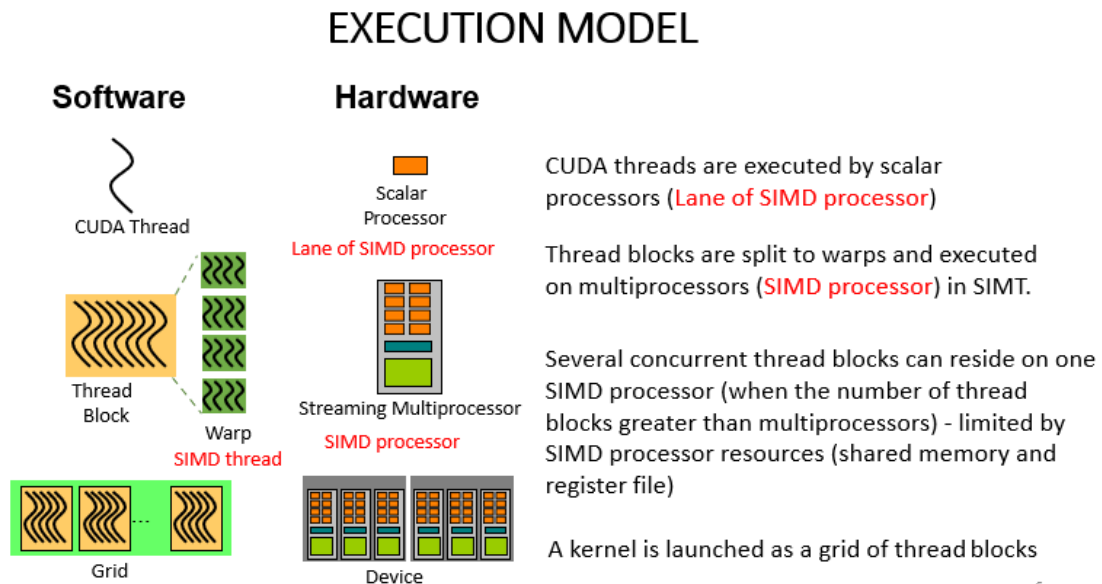 EXECUTION MODEL
Software
Hardware
CUDA Thread
Scalar
Processor
Lane of SIMD processor
CUDA threads are executed by scalar
processors (Lane of SIMD processor)
Thread
Block
Warp
SIMD thread
Streaming Multiprocessor
SIMD processor
Thread blocks are split to warps and executed
on multiprocessors (SIMD processor) in SIMT.
Several concurrent thread blocks can reside on one
SIMD processor (when the number of thread
blocks greater than multiprocessors) - limited by
SIMD processor resources (shared memory and
register file)
...
Grid
Device
A kernel is launched as a grid of thread blocks